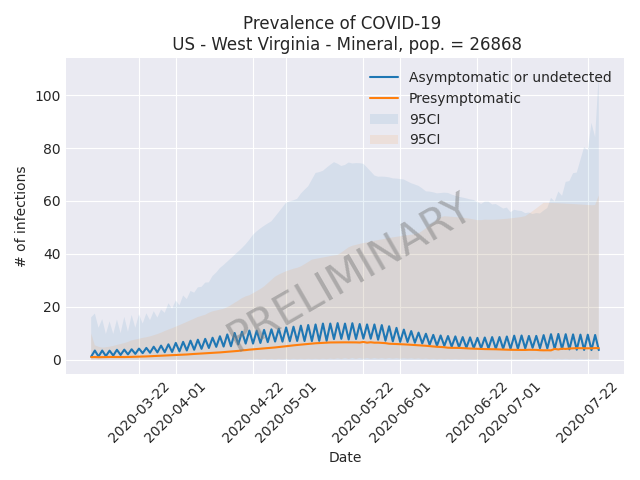 Prevalence of COVID-19
US - West Virginia - Mineral, pop. = 26868
Asymptomatic or undetected
Presymptomatic
95CI
95CI
# of infections
100
80
60
40
20
0
PRELIMINARY
2020-03-22
2020-04-01
2020-04-22
2020-05-01
2020-05-22
2020-06-01
2020-06-22
2020-07-01
2020-07-22
Date